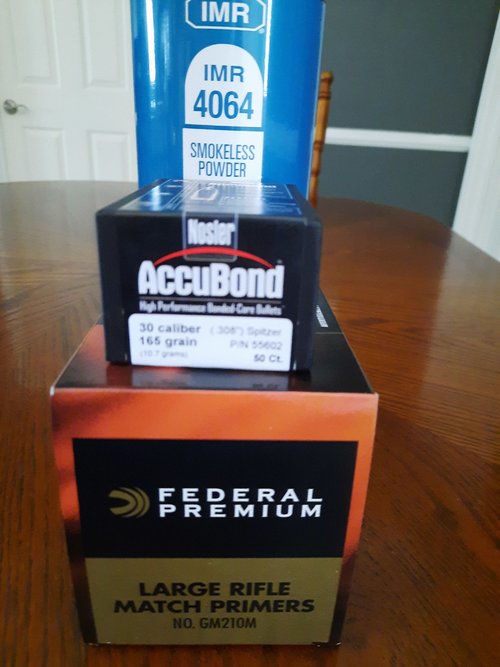 IMR
IMR
4064
SMOKELESS
POWDER
Nosler
AccuBond
High Performance Bonded Core Bullets
30 caliber (.308") Spitzer
165 grain P/N 55602
(10.7 grams) 50 Ct.
FEDERAL
PREMIUM
LARGE RIFLE
MATCH PRIMERS
NO. GM210M